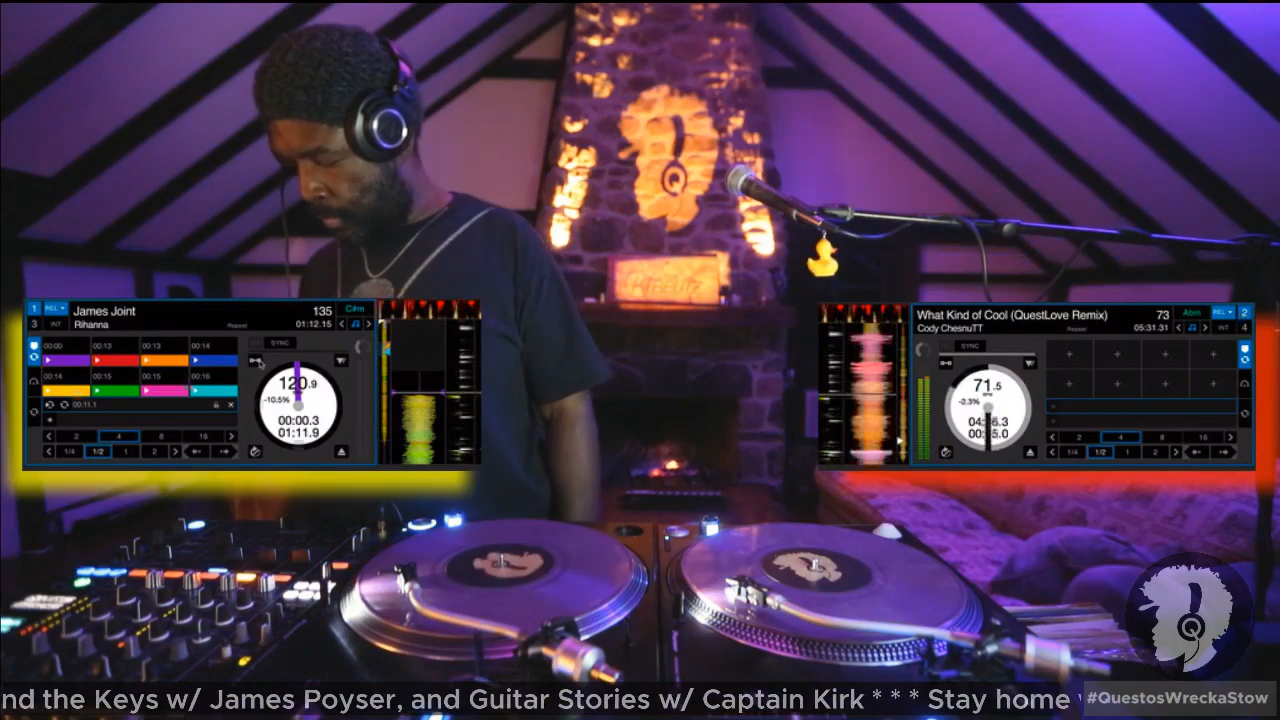 1 REL James Joint 135 C#m
3 INT Rihanna Repeat 01:12.15
00:00 00:13 00:13 00:14
SYNC
00:14 00:15 00:15 00:16
120.9
-10.5%
00:00.3
01:11.9
00:11.1
2 4 8 16
1/4 1/2 1 2
What Kind of Cool (QuestLove Remix) 73 Abm REL 2
Cody ChesnuTT Repeat 05:31.31 INT 4
SYNC
71.5
BPM
-2.3%
2 4 8 16
1/4 1/2 1 2
Q
Q
nd the Keys w/ James Poyser, and Guitar Stories w/ Captain Kirk * * * Stay home
#QuestosWreckaStow